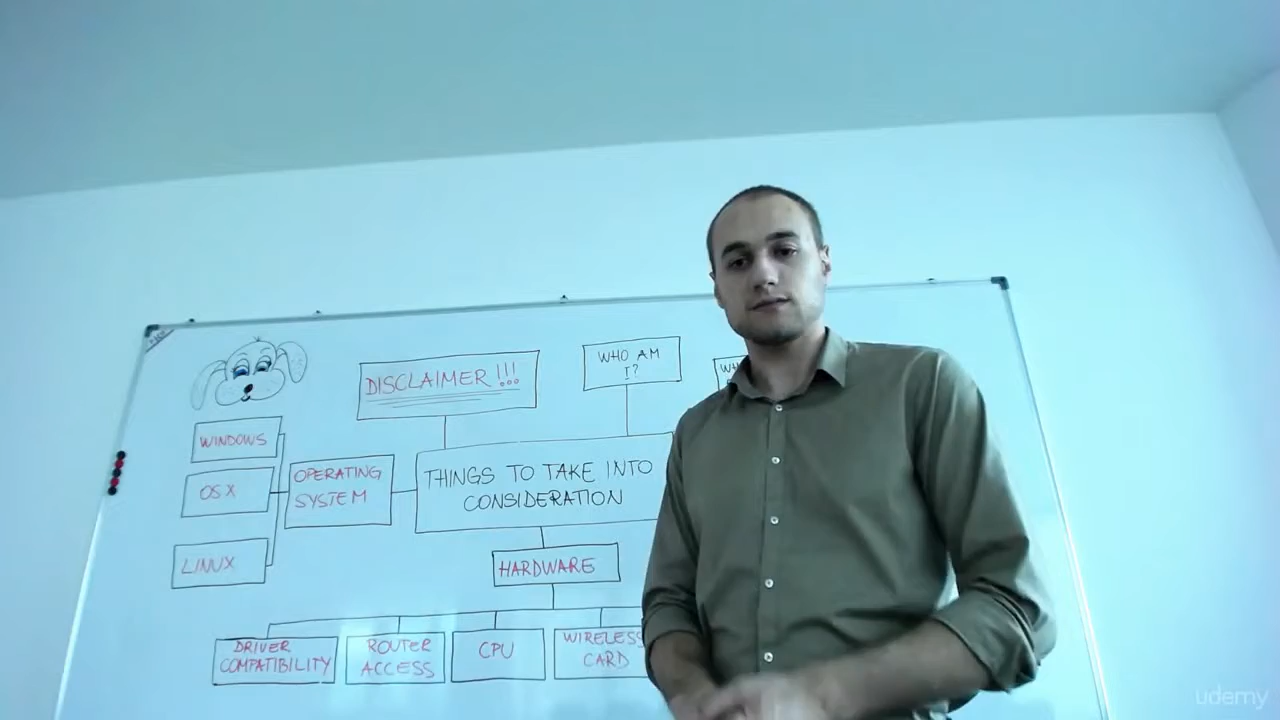 DISCLAIMER!!!
WHO AM
I?
WINDOWS
OSX
LINUX
OPERATING
SYSTEM
THINGS TO TAKE INTO
CONSIDERATION
HARDWARE
DRIVER
COMPATIBILITY
ROUTER
ACCESS
CPU
WIRELESS
CARD
udemy